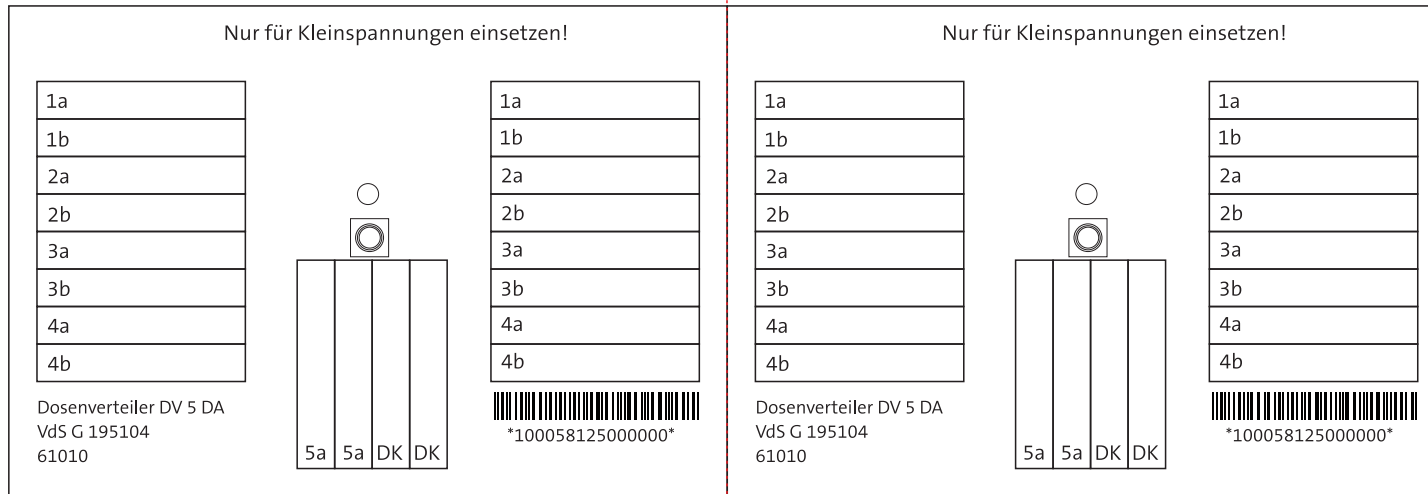 Nur für Kleinspannungen einsetzen!
1a
1b
2a
2b
3a
3b
4a
4b
Dosenverteiler DV 5 DA
VdS G 195104
61010
5a 5a DK DK
1a
1b
2a
2b
3a
3b
4a
4b
*100058125000000*
Nur für Kleinspannungen einsetzen!
1a
1b
2a
2b
3a
3b
4a
4b
Dosenverteiler DV 5 DA
VdS G 195104
61010
5a 5a DK DK
1a
1b
2a
2b
3a
3b
4a
4b
*100058125000000*